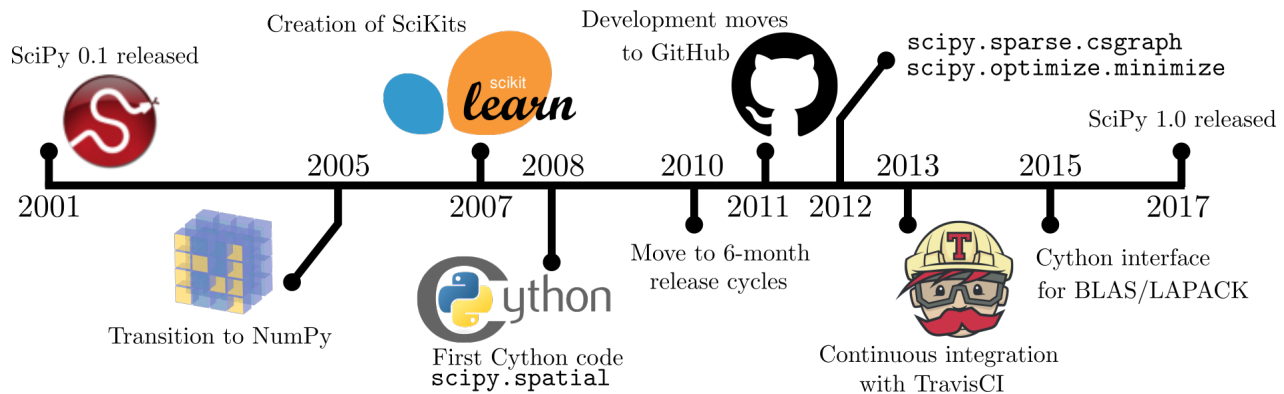 SciPy 0.1 released
Creation of SciKits
scikit
learn
Development moves
to GitHub
scipy.sparse.csgraph
scipy.optimize.minimize
SciPy 1.0 released
2001
2005
2007
2008
2010
2011
2012
2013
2015
2017
Transition to NumPy
Cython
First Cython code
scipy.spatial
Move to 6-month
release cycles
T
Continuous integration
with TravisCI
Cython interface
for BLAS/LAPACK